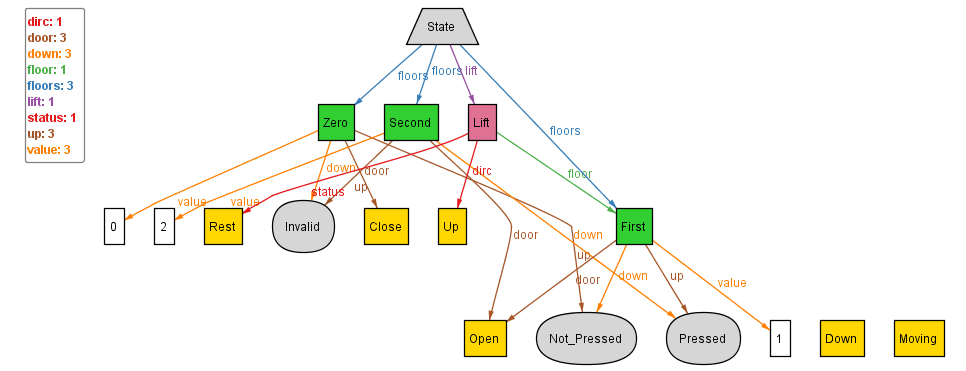 dirc: 1
door: 3
down: 3
floor: 1
floors: 3
lift: 1
status: 1
up: 3
value: 3
State
floors
floors
lift
Zero
Second
Lift
floors
down
door
dirc
floor
status
up
value
value
0
2
Rest
Invalid
Close
Up
First
door
down
up
door
down
up
value
Open
Not_Pressed
Pressed
1
Down
Moving